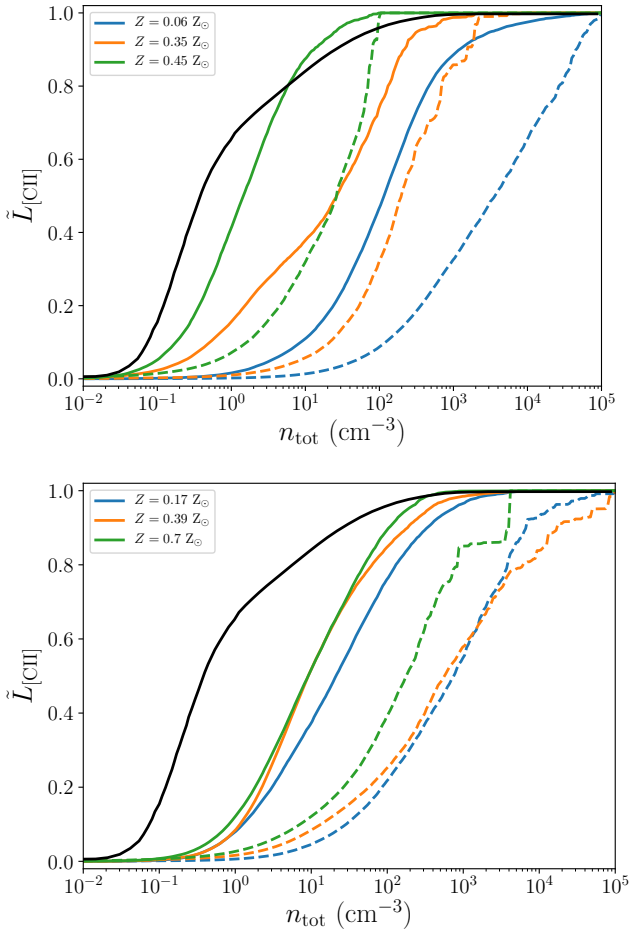 1.0
0.8
0.6
0.4
0.2
0.0
L̃[CII]
Z = 0.06 Z⊙
Z = 0.35 Z⊙
Z = 0.45 Z⊙
10⁻² 10⁻¹ 10⁰ 10¹ 10² 10³ 10⁴ 10⁵
n_tot (cm⁻³)
1.0
0.8
0.6
0.4
0.2
0.0
L̃[CII]
Z = 0.17 Z⊙
Z = 0.39 Z⊙
Z = 0.7 Z⊙
10⁻² 10⁻¹ 10⁰ 10¹ 10² 10³ 10⁴ 10⁵
n_tot (cm⁻³)